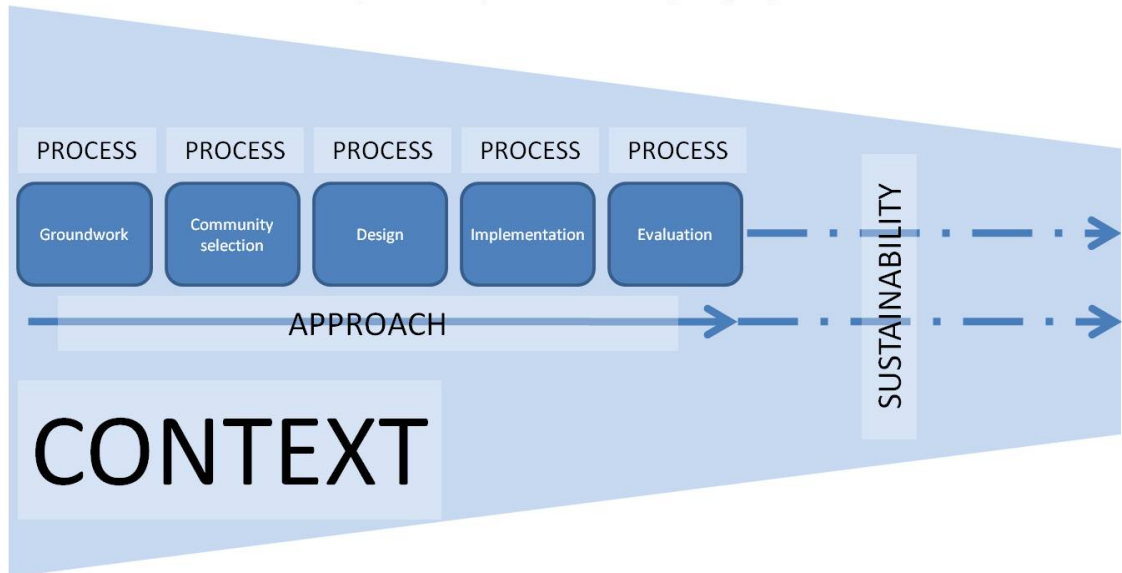 PROCESS PROCESS PROCESS PROCESS PROCESS
Groundwork
Community
selection
Design
Implementation
Evaluation
APPROACH
SUSTAINABILITY
CONTEXT